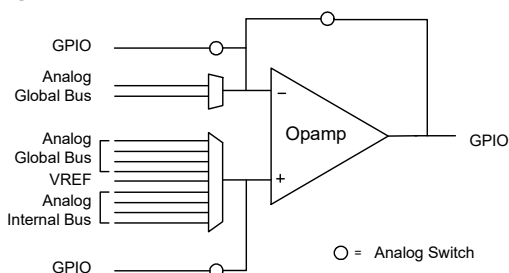 GPIO
Analog
Global Bus
−
Opamp
GPIO
Analog
Global Bus
VREF
+
Analog
Internal Bus
GPIO
= Analog Switch